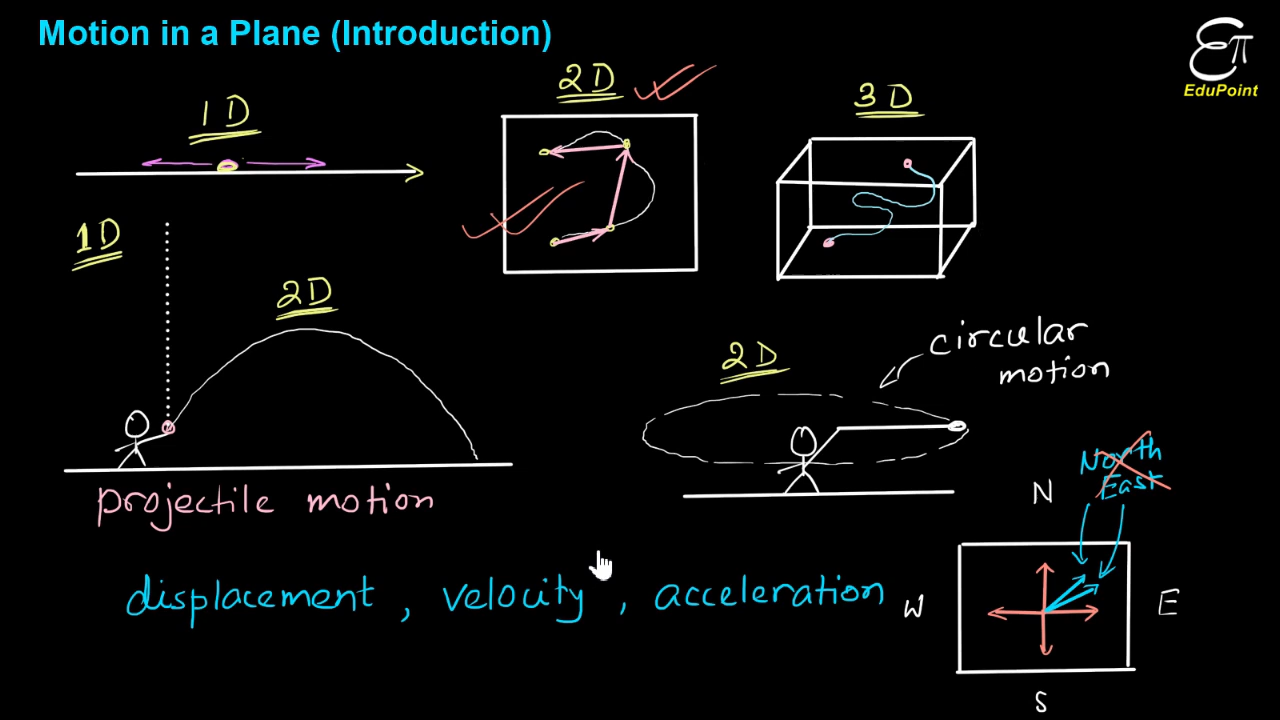 Motion in a Plane (Introduction)
επ
EduPoint
1D
2D
3D
1D
2D
2D
circular
motion
North
East
N
projectile motion
displacement, velocity, acceleration
W
E
S